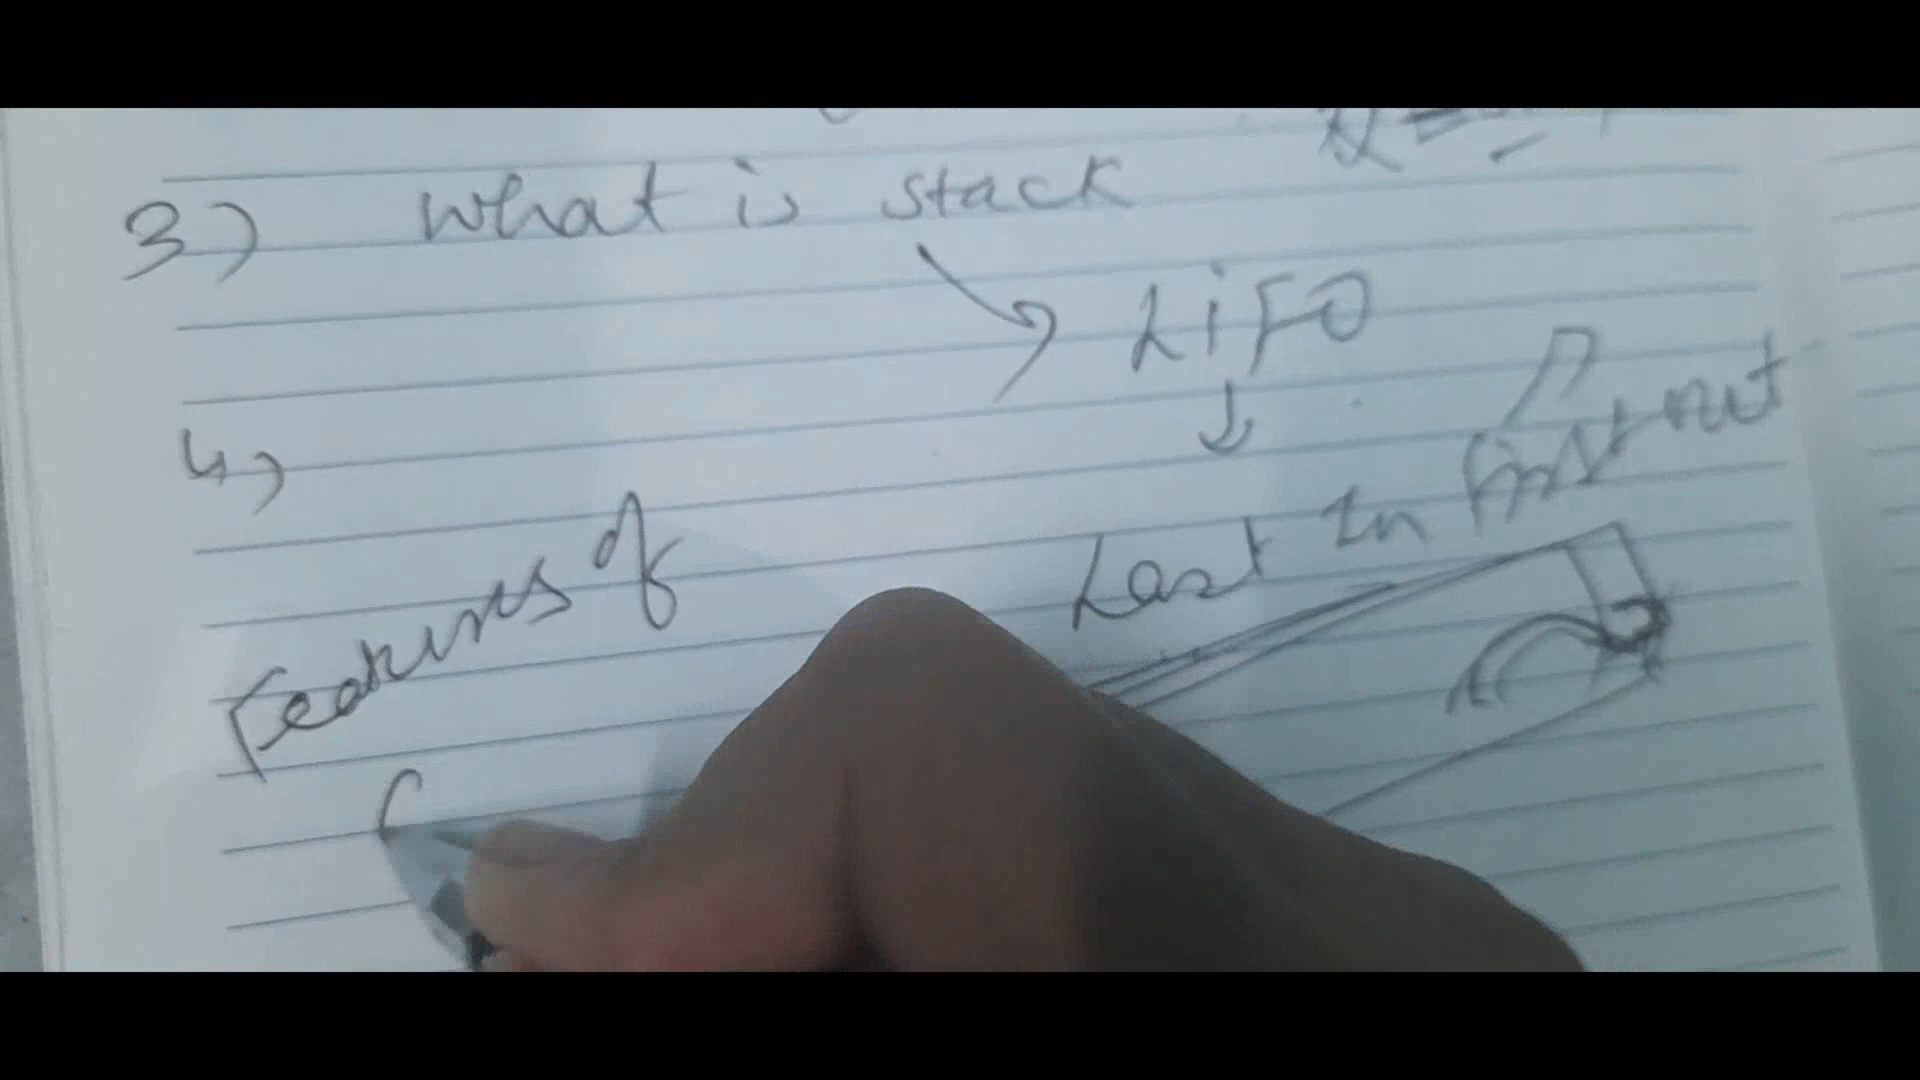 3) What is stack
LiFO
Last In First out
4)
Features of